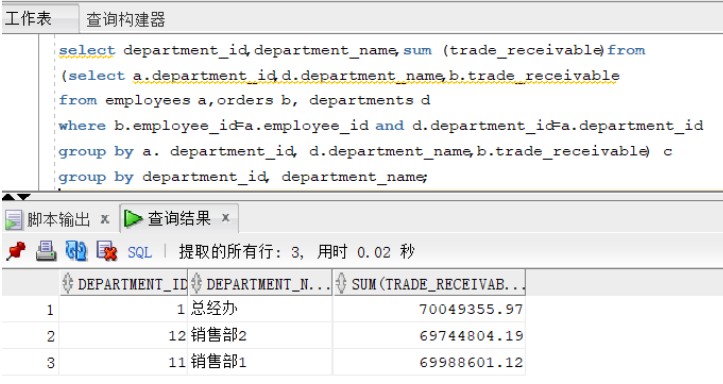 工作表 查询构建器
select department_id,department_name,sum (trade_receivable)from
(select a.department_id,d.department_name,b.trade_receivable
from employees a,orders b, departments d
where b.employee_id=a.employee_id and d.department_id=a.department_id
group by a. department_id, d.department_name,b.trade_receivable) c
group by department_id, department_name;
脚本输出 x 查询结果 x
SQL | 提取的所有行: 3, 用时 0.02 秒
DEPARTMENT_ID DEPARTMENT_N... SUM(TRADE_RECEIVAB...
1 1 总经办 70049355.97
2 12 销售部2 69744804.19
3 11 销售部1 69988601.12